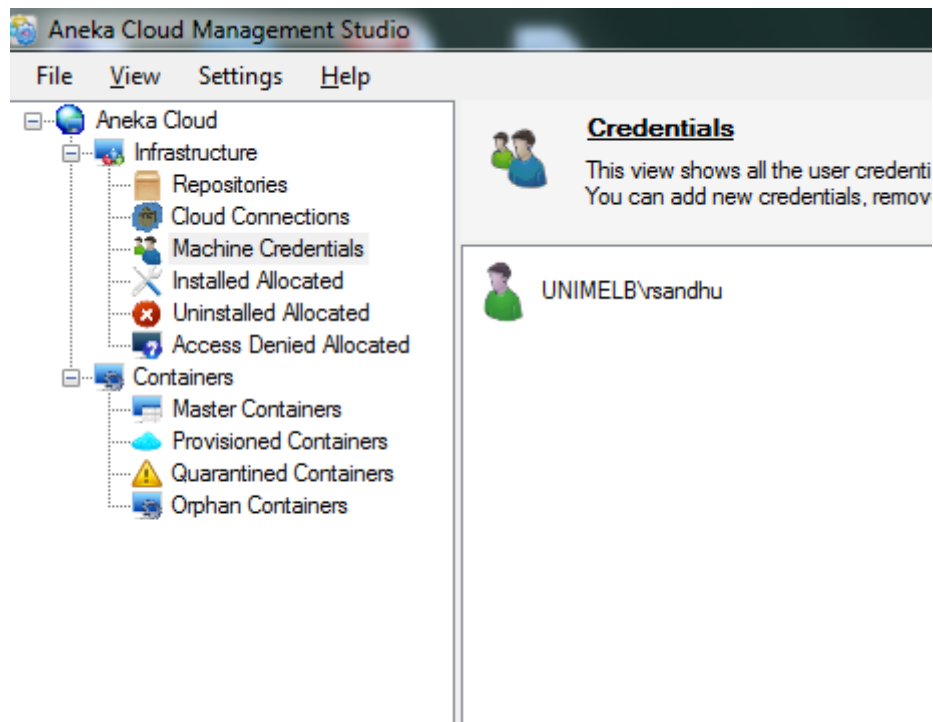 Aneka Cloud Management Studio
File View Settings Help
Aneka Cloud
Infrastructure
Repositories
Cloud Connections
Machine Credentials
Installed Allocated
Uninstalled Allocated
Access Denied Allocated
Containers
Master Containers
Provisioned Containers
Quarantined Containers
Orphan Containers
Credentials
This view shows all the user credenti
You can add new credentials, remov
UNIMELB\rsandhu